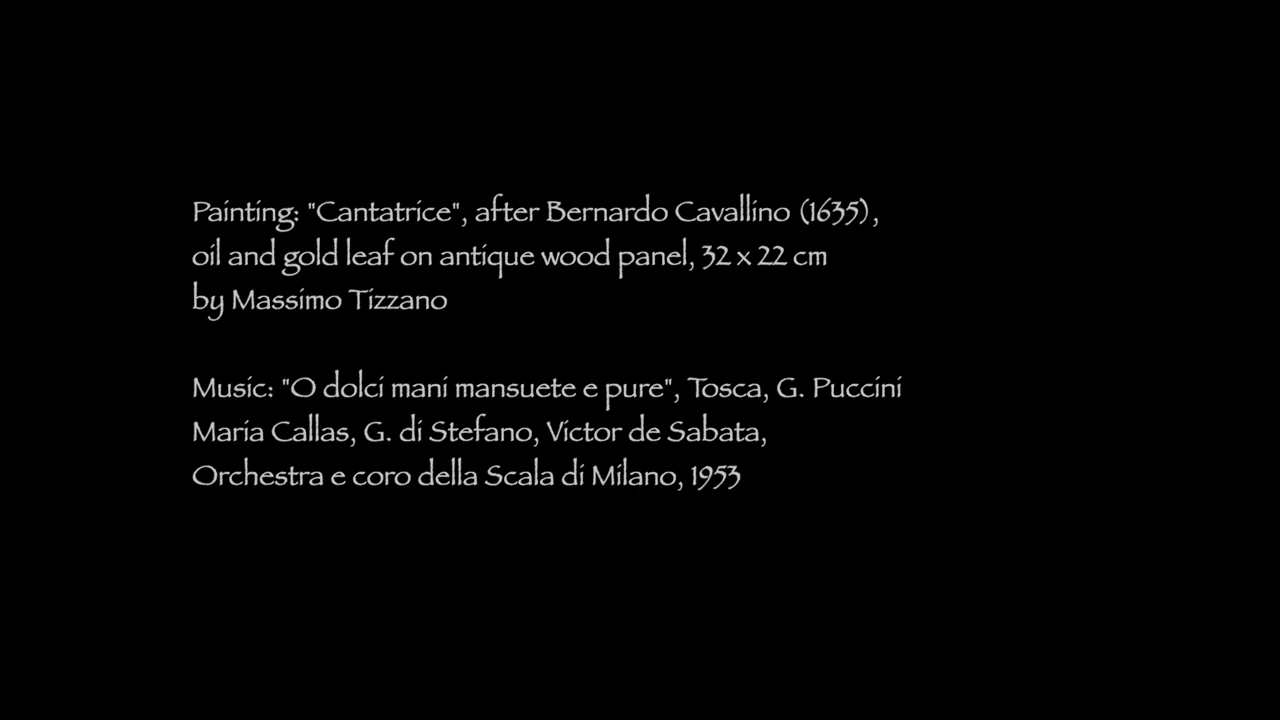 Painting: "Cantatrice", after Bernardo Cavallino (1635),
oil and gold leaf on antique wood panel, 32 x 22 cm
by Massimo Tizzano
Music: "O dolci mani mansuete e pure", Tosca, G. Puccini
Maria Callas, G. di Stefano, Victor de Sabata,
Orchestra e coro della Scala di Milano, 1953